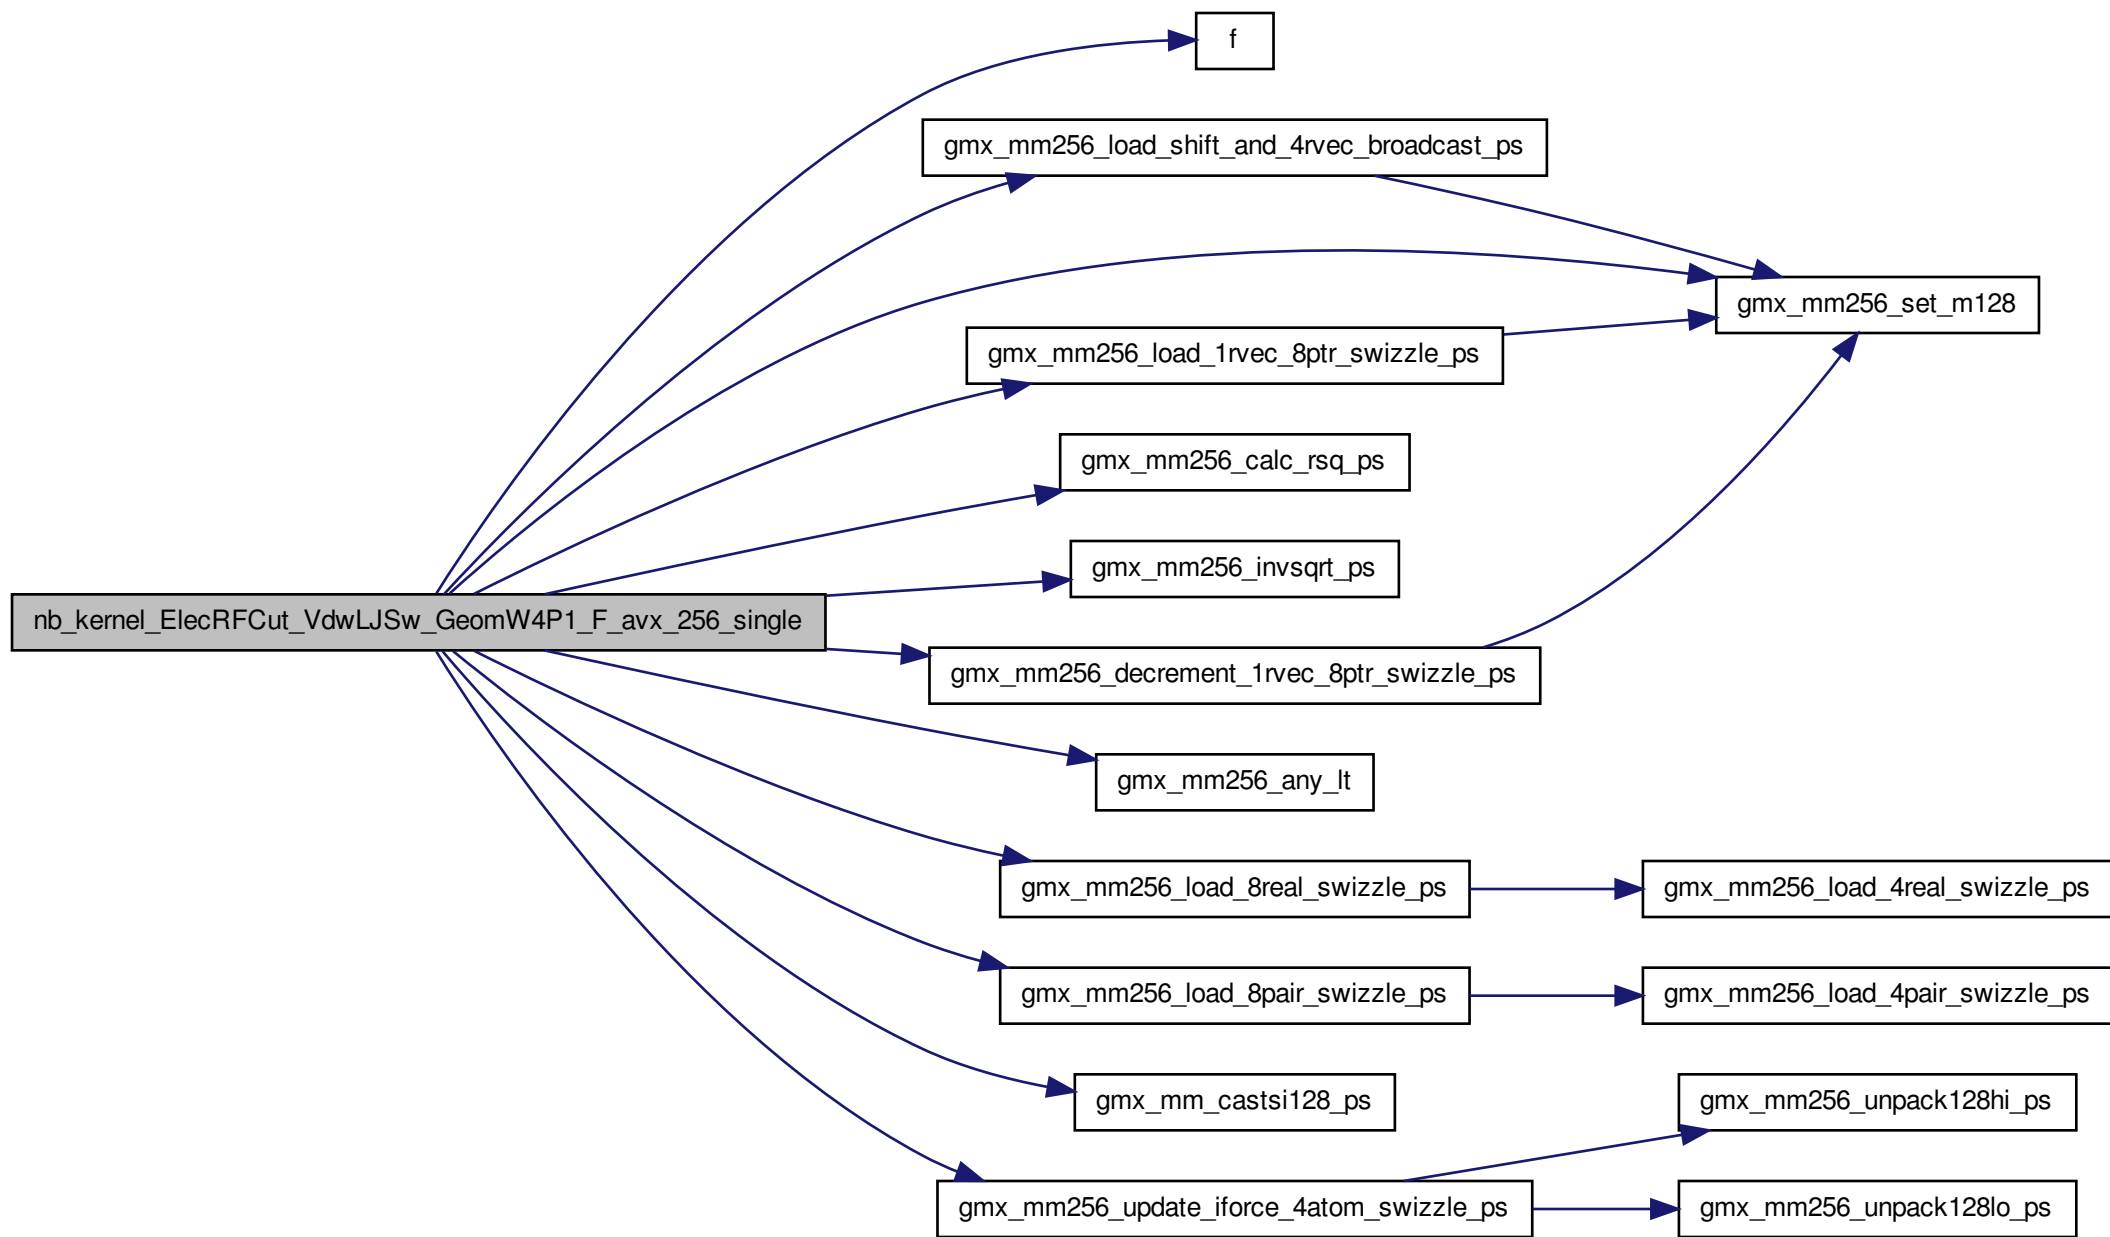 f
gmx_mm256_load_shift_and_4rvec_broadcast_ps
gmx_mm256_set_m128
gmx_mm256_load_1rvec_8ptr_swizzle_ps
gmx_mm256_calc_rsq_ps
gmx_mm256_invsqrt_ps
nb_kernel_ElecRFCut_VdwLJSw_GeomW4P1_F_avx_256_single
gmx_mm256_decrement_1rvec_8ptr_swizzle_ps
gmx_mm256_any_lt
gmx_mm256_load_8real_swizzle_ps
gmx_mm256_load_4real_swizzle_ps
gmx_mm256_load_8pair_swizzle_ps
gmx_mm256_load_4pair_swizzle_ps
gmx_mm_castsi128_ps
gmx_mm256_unpack128hi_ps
gmx_mm256_update_iforce_4atom_swizzle_ps
gmx_mm256_unpack128lo_ps